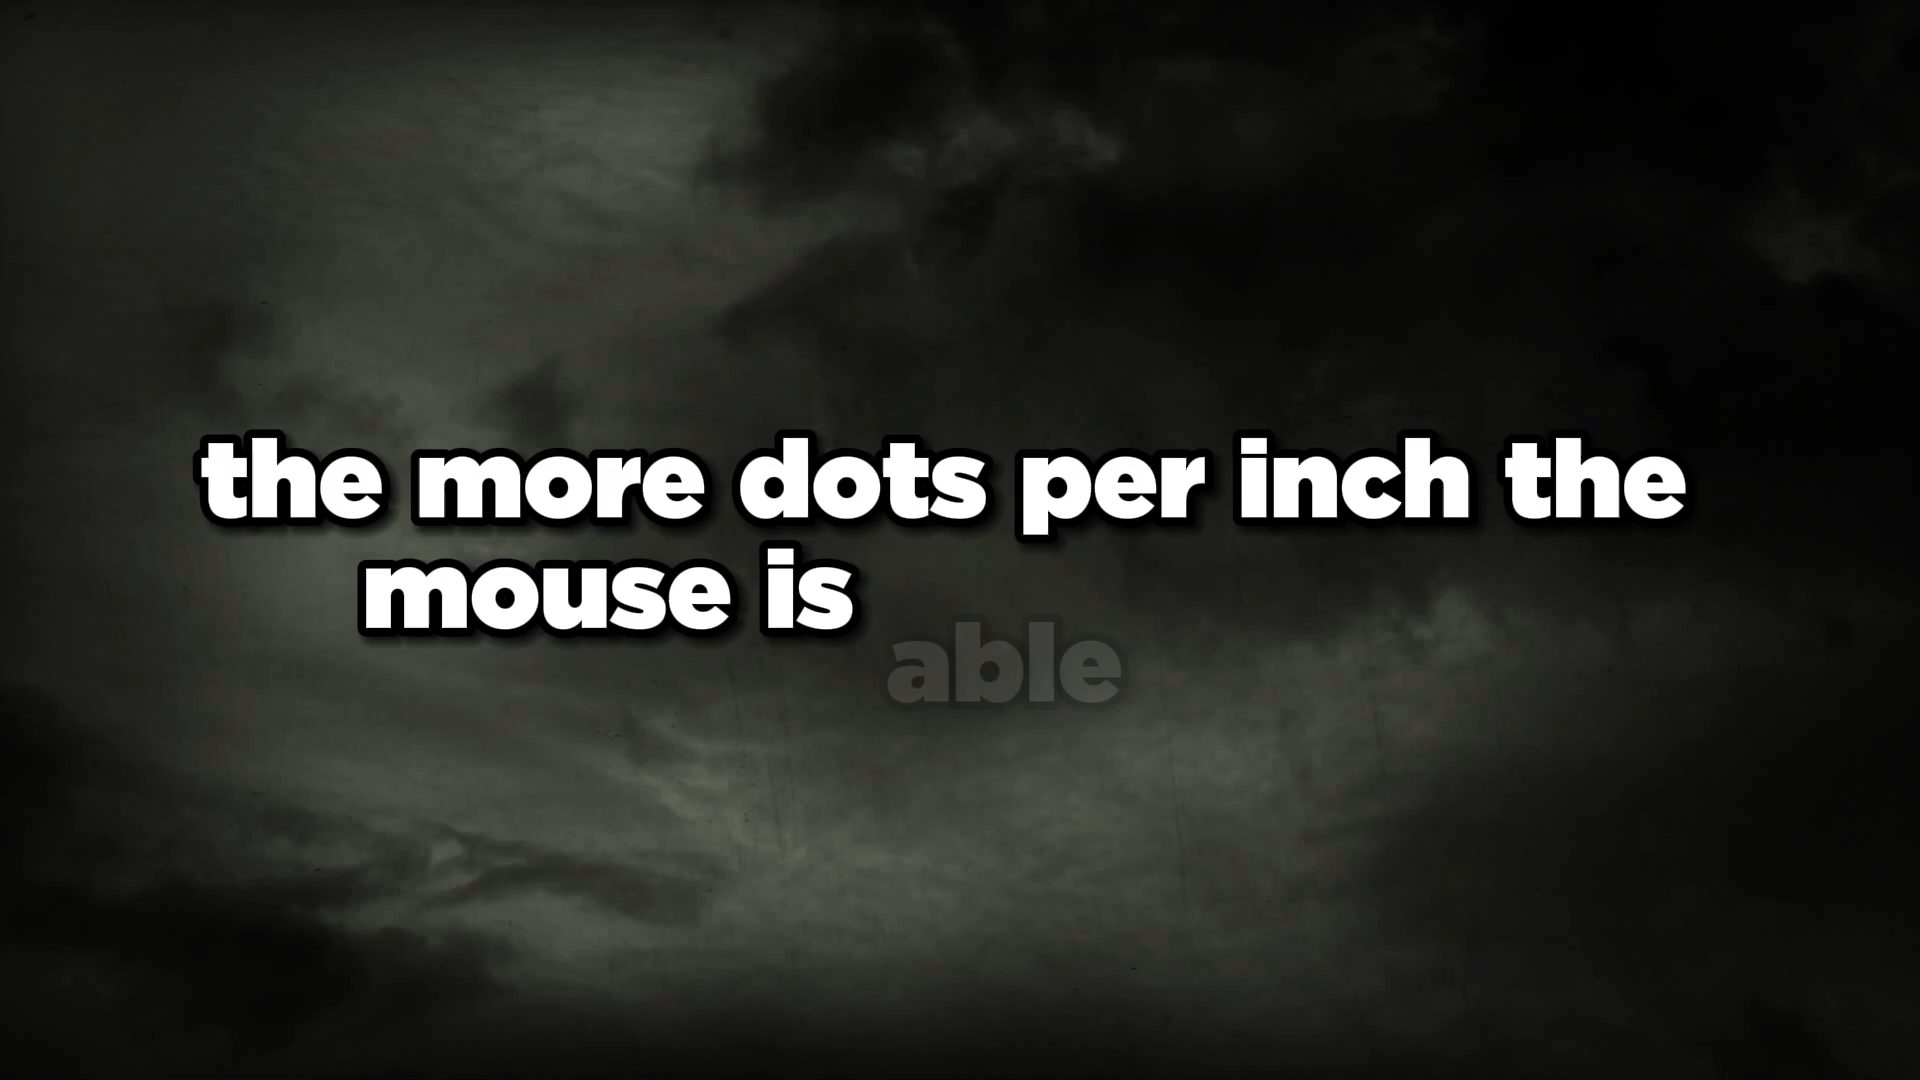 the more dots per inch the
mouse is able